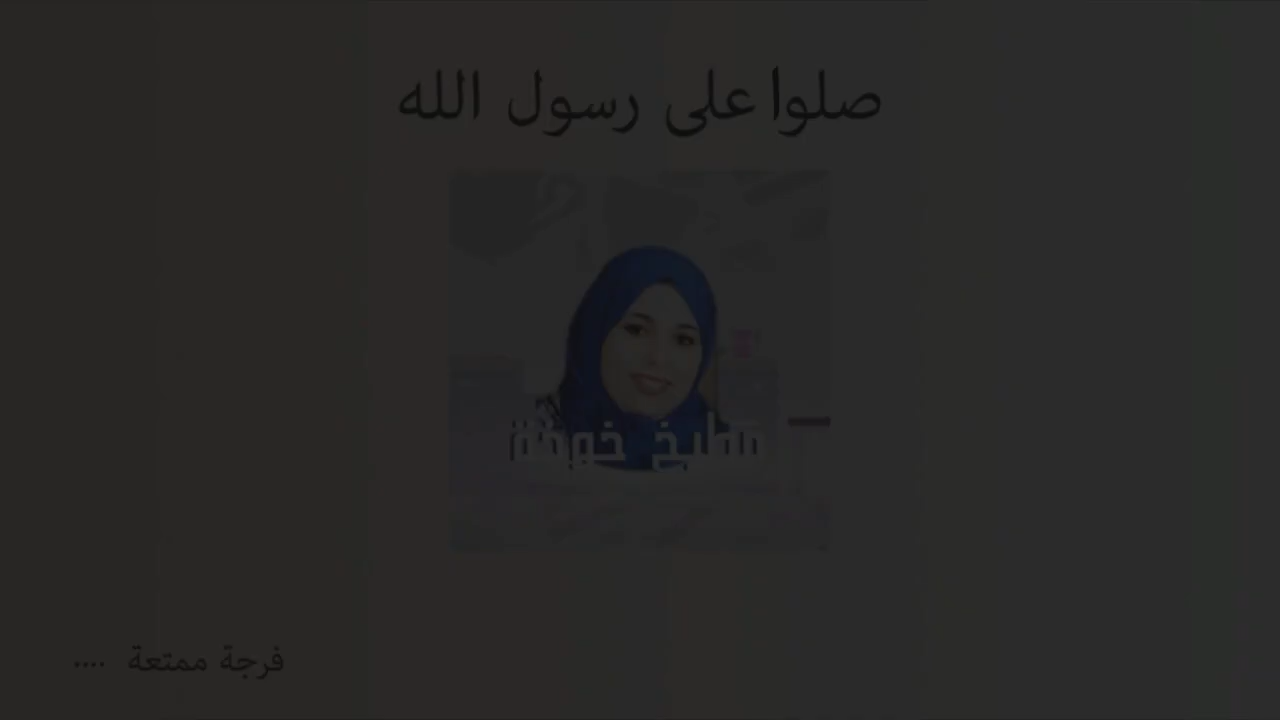 صلوا على رسول الله
مطبخ خوخة
فرجة ممتعة ....